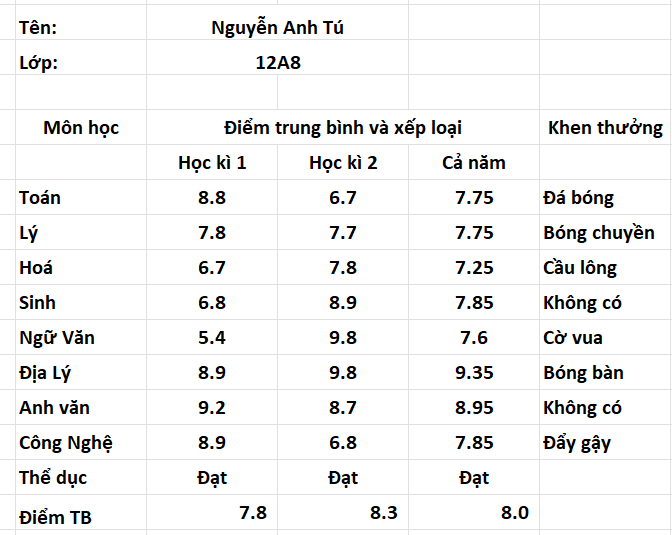 Tên: Nguyễn Anh Tú
Lớp: 12A8
Môn học Điểm trung bình và xếp loại Khen thưởng
Học kì 1 Học kì 2 Cả năm
Toán 8.8 6.7 7.75 Đá bóng
Lý 7.8 7.7 7.75 Bóng chuyền
Hoá 6.7 7.8 7.25 Cầu lông
Sinh 6.8 8.9 7.85 Không có
Ngữ Văn 5.4 9.8 7.6 Cờ vua
Địa Lý 8.9 9.8 9.35 Bóng bàn
Anh văn 9.2 8.7 8.95 Không có
Công Nghệ 8.9 6.8 7.85 Đẩy gậy
Thể dục Đạt Đạt Đạt
Điểm TB 7.8 8.3 8.0